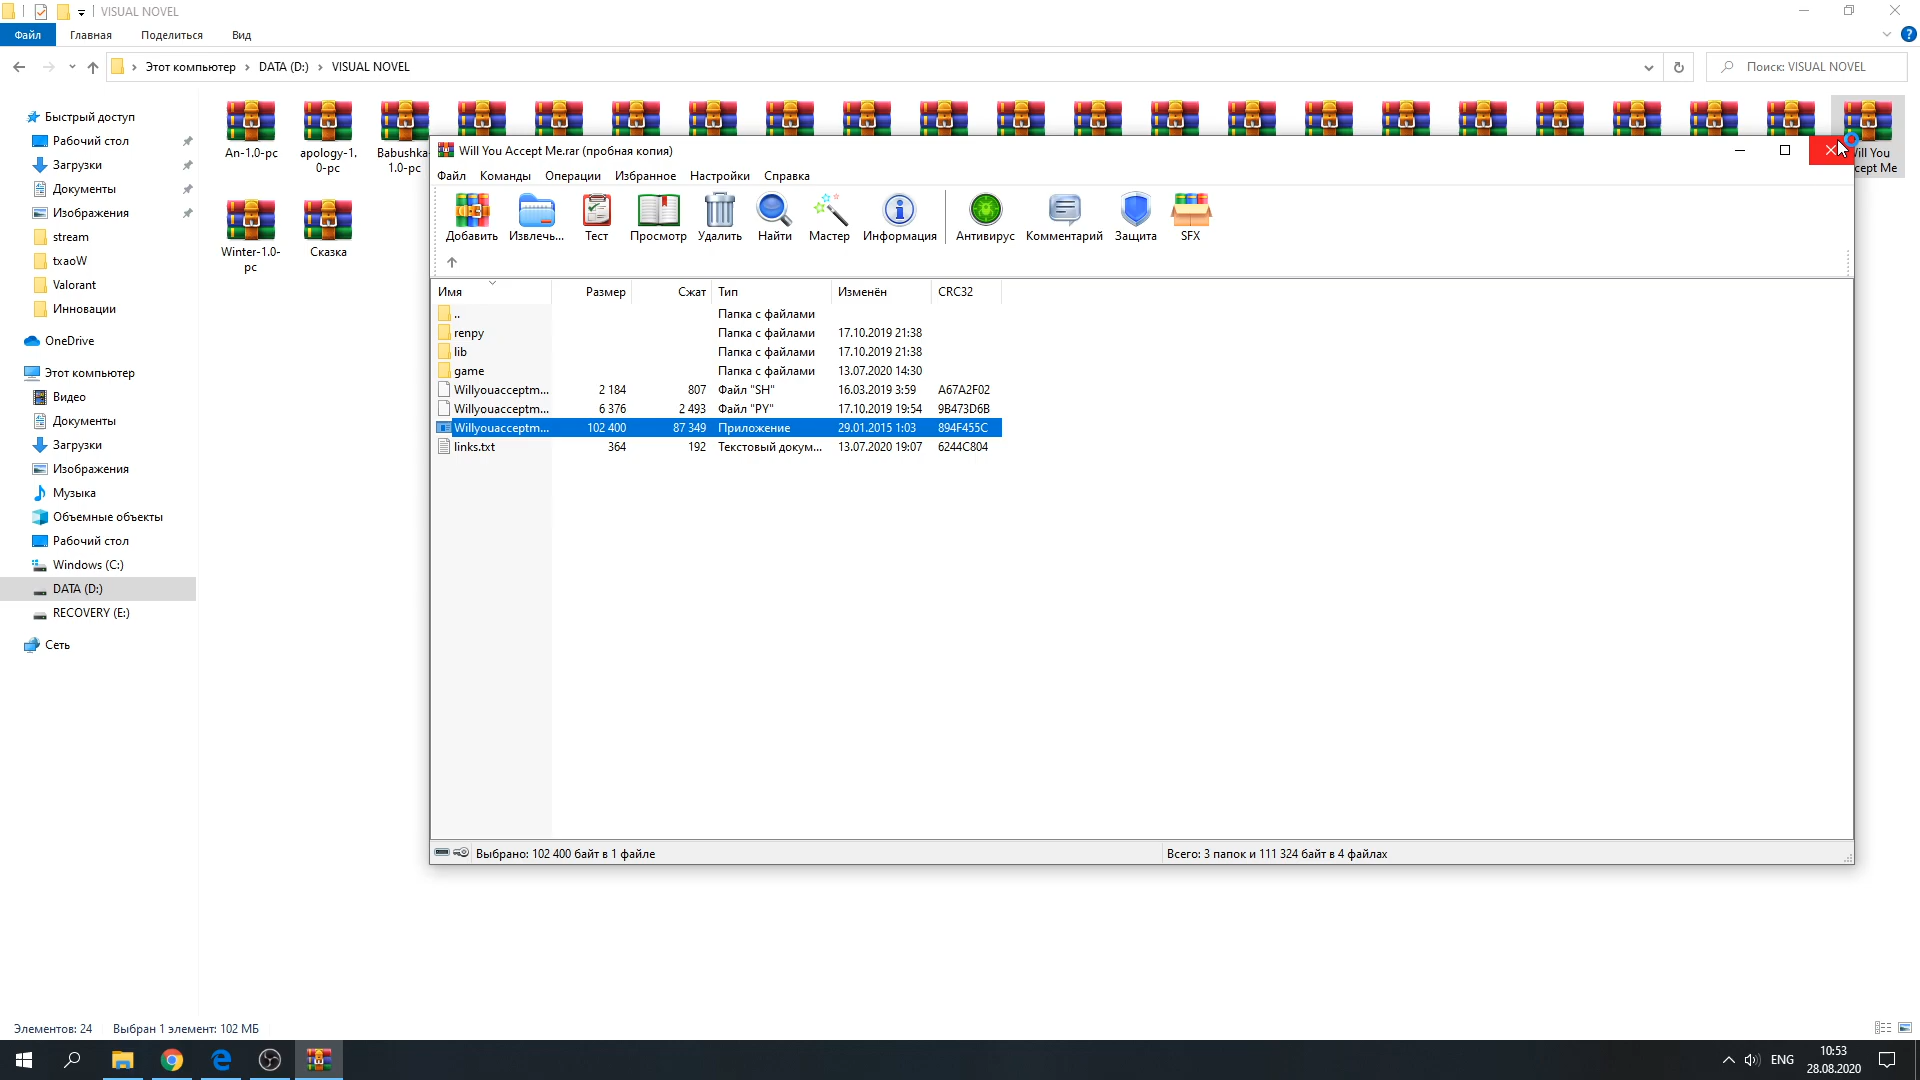 VISUAL NOVEL
Файл
Главная
Поделиться
Вид
Этот компьютер
DATA (D:)
VISUAL NOVEL
Поиск: VISUAL NOVEL
Быстрый доступ
Рабочий стол
Загрузки
Документы
Изображения
stream
txaoW
Valorant
Инновации
OneDrive
Этот компьютер
Видео
Документы
Загрузки
Изображения
Музыка
Объемные объекты
Рабочий стол
Windows (C:)
DATA (D:)
RECOVERY (E:)
Сеть
An-1.0-pc
apology-1.
0-pc
Babushka-
1.0-pc
Will You
cept Me
Winter-1.0-
pc
Сказка
Will You Accept Me.rar (пробная копия)
Файл
Команды
Операции
Избранное
Настройки
Справка
Добавить
Извлечь...
Тест
Просмотр
Удалить
Найти
Мастер
Информация
Антивирус
Комментарий
Защита
SFX
Имя Размер Сжат Тип Изменён CRC32
.. Папка с файлами
renpy Папка с файлами 17.10.2019 21:38
lib Папка с файлами 17.10.2019 21:38
game Папка с файлами 13.07.2020 14:30
Willyouacceptm... 2 184 807 Файл "SH" 16.03.2019 3:59 A67A2F02
Willyouacceptm... 6 376 2 493 Файл "PY" 17.10.2019 19:54 9B473D6B
Willyouacceptm... 102 400 87 349 Приложение 29.01.2015 1:03 894F455C
links.txt 364 192 Текстовый докум... 13.07.2020 19:07 6244C804
Выбрано: 102 400 байт в 1 файле
Всего: 3 папок и 111 324 байт в 4 файлах
Элементов: 24
Выбран 1 элемент: 102 МБ
ENG
10:53
28.08.2020